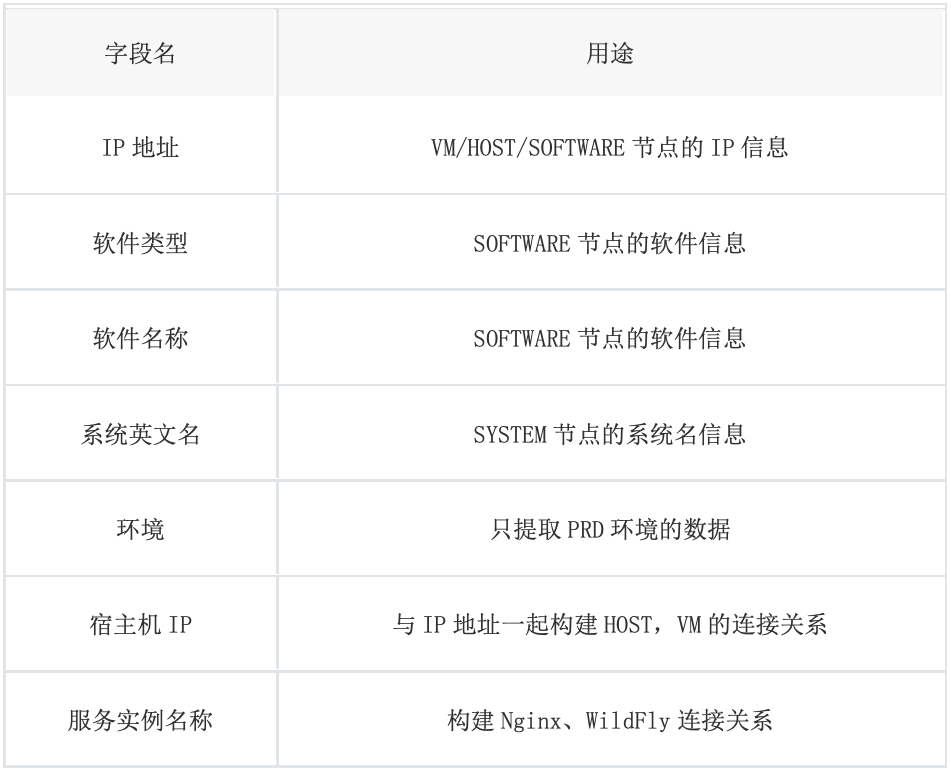 字段名 用途
IP 地址 VM/HOST/SOFTWARE 节点的 IP 信息
软件类型 SOFTWARE 节点的软件信息
软件名称 SOFTWARE 节点的软件信息
系统英文名 SYSTEM 节点的系统名信息
环境 只提取 PRD 环境的数据
宿主机 IP 与 IP 地址一起构建 HOST，VM 的连接关系
服务实例名称 构建 Nginx、WildFly 连接关系